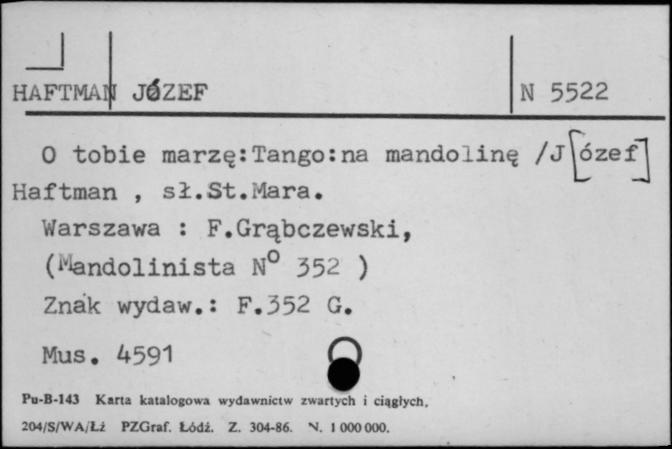 HAFTMAN JÓZEF N 5522
O tobie marzę:Tango:na mandolinę /J[ózef]
Haftman , sł.St.Mara.
Warszawa : F.Grąbczewski,
(Mandolinista Nº 352 )
Znak wydaw.: F.352 G.
Mus. 4591
Pu-B-143 Karta katalogowa wydawnictw zwartych i ciągłych.
204/S/WA/Łź PZGraf. Łódź. Z. 304-86. N. 1 000 000.